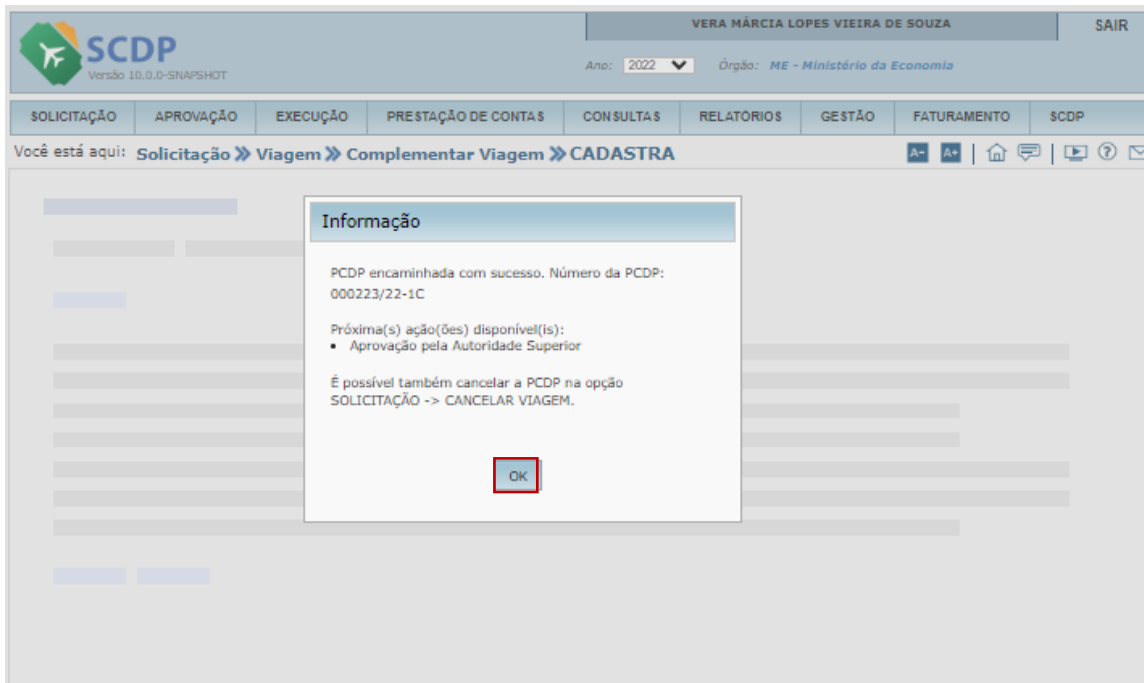 VERA MÁRCIA LOPES VIEIRA DE SOUZA
SAIR
SCDP
Versão 10.0.0-SNAPSHOT
Ano: 2022 Órgão: ME - Ministério da Economia
SOLICITAÇÃO APROVAÇÃO EXECUÇÃO PRESTAÇÃO DE CONTAS CONSULTAS RELATÓRIOS GESTÃO FATURAMENTO SCDP
Você está aqui: Solicitação » Viagem » Complementar Viagem » CADASTRA
A- A+ ?
Informação
PCDP encaminhada com sucesso. Número da PCDP:
000223/22-1C
Próxima(s) ação(ões) disponível(is):
• Aprovação pela Autoridade Superior
É possível também cancelar a PCDP na opção
SOLICITAÇÃO -> CANCELAR VIAGEM.
OK